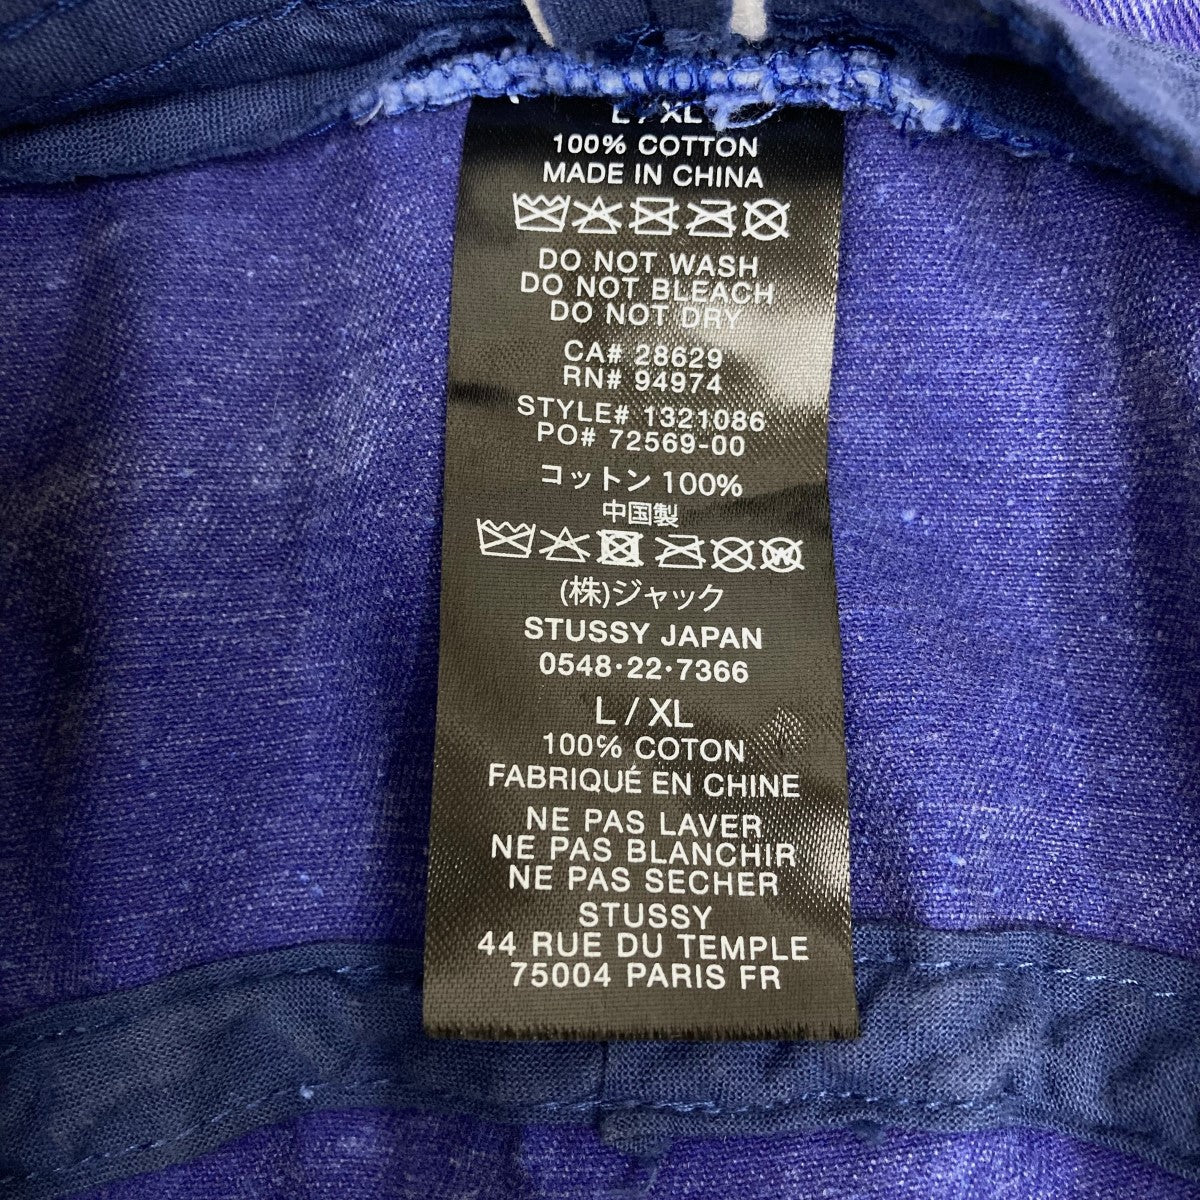 L / XL
100% COTTON
MADE IN CHINA
DO NOT WASH
DO NOT BLEACH
DO NOT DRY
CA# 28629
RN# 94974
STYLE# 1321086
PO# 72569-00
コットン 100%
中国製
W
(株)ジャック
STUSSY JAPAN
0548·22·7366
L / XL
100% COTON
FABRIQUÉ EN CHINE
NE PAS LAVER
NE PAS BLANCHIR
NE PAS SECHER
STUSSY
44 RUE DU TEMPLE
75004 PARIS FR